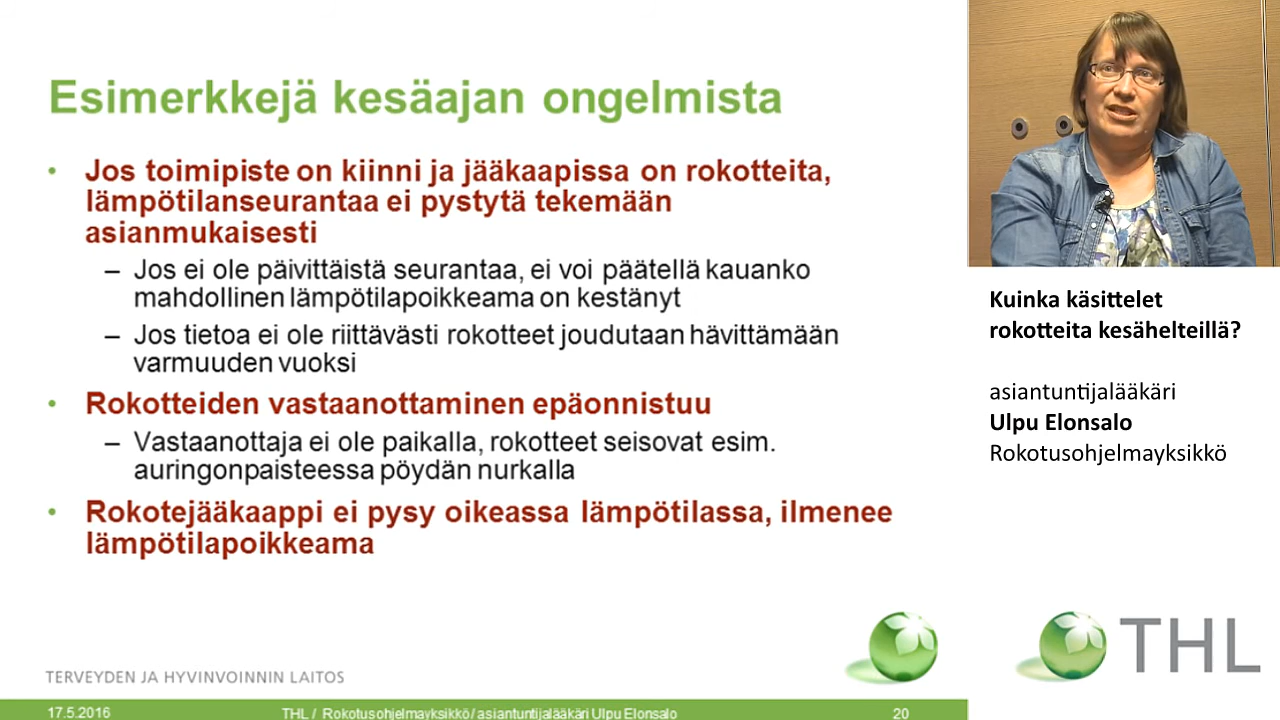 Esimerkkejä kesäajan ongelmista
• Jos toimipiste on kiinni ja jääkaapissa on rokotteita,
lämpötilanseurantaa ei pystytä tekemään
asianmukaisesti
– Jos ei ole päivittäistä seurantaa, ei voi päätellä kauanko
mahdollinen lämpötilapoikkeama on kestänyt
– Jos tietoa ei ole riittävästi rokotteet joudutaan hävittämään
varmuuden vuoksi
• Rokotteiden vastaanottaminen epäonnistuu
– Vastaanottaja ei ole paikalla, rokotteet seisovat esim.
auringonpaisteessa pöydän nurkalla
• Rokotejääkaappi ei pysy oikeassa lämpötilassa, ilmenee
lämpötilapoikkeama
TERVEYDEN JA HYVINVOINNIN LAITOS
17.5.2016
THL / Rokotusohjelmayksikkö/ asiantuntijalääkäri Ulpu Elonsalo
20
Kuinka käsittelet
rokotteita kesähelteillä?
asiantuntijalääkäri
Ulpu Elonsalo
Rokotusohjelmayksikkö
THL